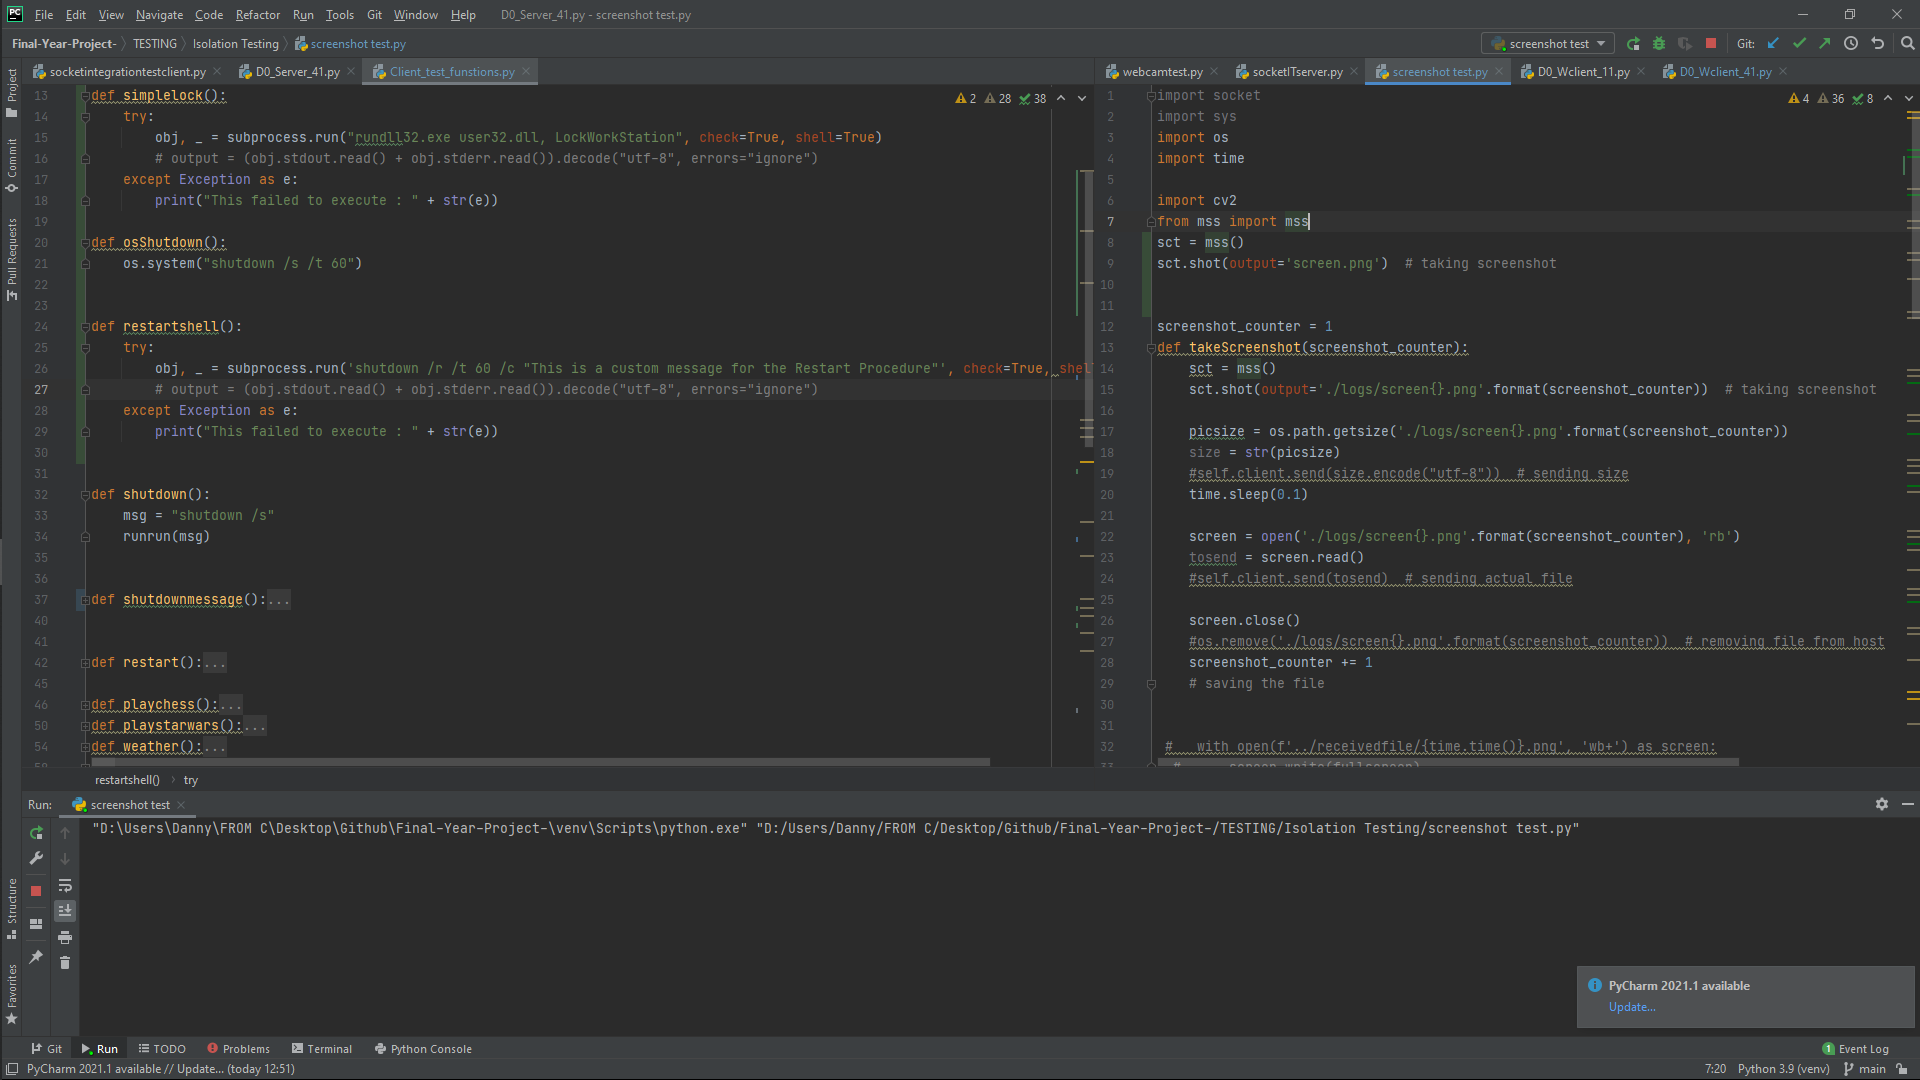 PC File Edit View Navigate Code Refactor Run Tools Git Window Help D0_Server_41.py - screenshot test.py
Final-Year-Project- TESTING Isolation Testing screenshot test.py screenshot test Git:
socketintegrationtestclient.py D0_Server_41.py Client_test_funstions.py
2 28 38
13 def simplelock():
14 try:
15 obj, _ = subprocess.run("rundll32.exe user32.dll, LockWorkStation", check=True, shell=True)
16 # output = (obj.stdout.read() + obj.stderr.read()).decode("utf-8", errors="ignore")
17 except Exception as e:
18 print("This failed to execute : " + str(e))
19
20 def osShutdown():
21 os.system("shutdown /s /t 60")
22
23
24 def restartshell():
25 try:
26 obj, _ = subprocess.run('shutdown /r /t 60 /c "This is a custom message for the Restart Procedure"', check=True, shel
27 # output = (obj.stdout.read() + obj.stderr.read()).decode("utf-8", errors="ignore")
28 except Exception as e:
29 print("This failed to execute : " + str(e))
30
31
32 def shutdown():
33 msg = "shutdown /s"
34 runrun(msg)
35
36
37 def shutdownmessage():...
40
41
42 def restart():...
45
46 def playchess():...
50 def playstarwars():...
54 def weather():...
restartshell() try
webcamtest.py socketITserver.py screenshot test.py D0_Wclient_11.py D0_Wclient_41.py
4 36 8
1 import socket
2 import sys
3 import os
4 import time
5
6 import cv2
7 from mss import mss
8 sct = mss()
9 sct.shot(output='screen.png') # taking screenshot
10
11
12 screenshot_counter = 1
13 def takeScreenshot(screenshot_counter):
14 sct = mss()
15 sct.shot(output='./logs/screen{}.png'.format(screenshot_counter)) # taking screenshot
16
17 picsize = os.path.getsize('./logs/screen{}.png'.format(screenshot_counter))
18 size = str(picsize)
19 #self.client.send(size.encode("utf-8")) # sending size
20 time.sleep(0.1)
21
22 screen = open('./logs/screen{}.png'.format(screenshot_counter), 'rb')
23 tosend = screen.read()
24 #self.client.send(tosend) # sending actual file
25
26 screen.close()
27 #os.remove('./logs/screen{}.png'.format(screenshot_counter)) # removing file from host
28 screenshot_counter += 1
29 # saving the file
30
31
32 # with open(f'../receivedfile/{time.time()}.png', 'wb+') as screen:
Project
Commit
Pull Requests
Structure
Favorites
Run: screenshot test
"D:\Users\Danny\FROM C\Desktop\Github\Final-Year-Project-\venv\Scripts\python.exe" "D:/Users/Danny/FROM C/Desktop/Github/Final-Year-Project-/TESTING/Isolation Testing/screenshot test.py"
PyCharm 2021.1 available
Update...
Git Run TODO Problems Terminal Python Console 1 Event Log
PyCharm 2021.1 available // Update... (today 12:51) 7:20 Python 3.9 (venv) main